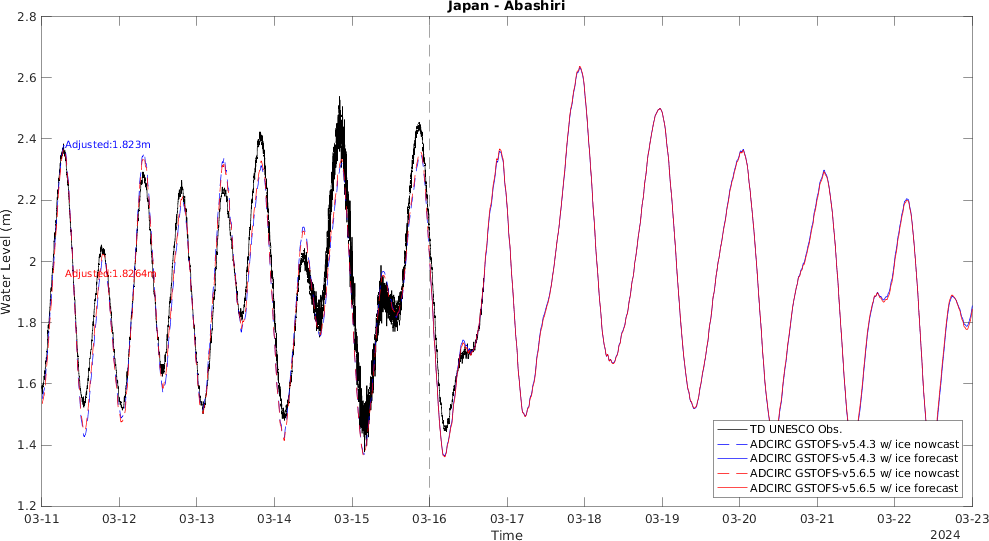 Japan - Abashiri
2.8
2.6
2.4
2.2
2
1.8
1.6
1.4
1.2
Water Level (m)
Adjusted:1.823m
Adjusted:1.8264m
TD UNESCO Obs.
ADCIRC GSTOFS-v5.4.3 w/ ice nowcast
ADCIRC GSTOFS-v5.4.3 w/ ice forecast
ADCIRC GSTOFS-v5.6.5 w/ ice nowcast
ADCIRC GSTOFS-v5.6.5 w/ ice forecast
03-11 03-12 03-13 03-14 03-15 03-16 03-17 03-18 03-19 03-20 03-21 03-22 03-23
Time
2024